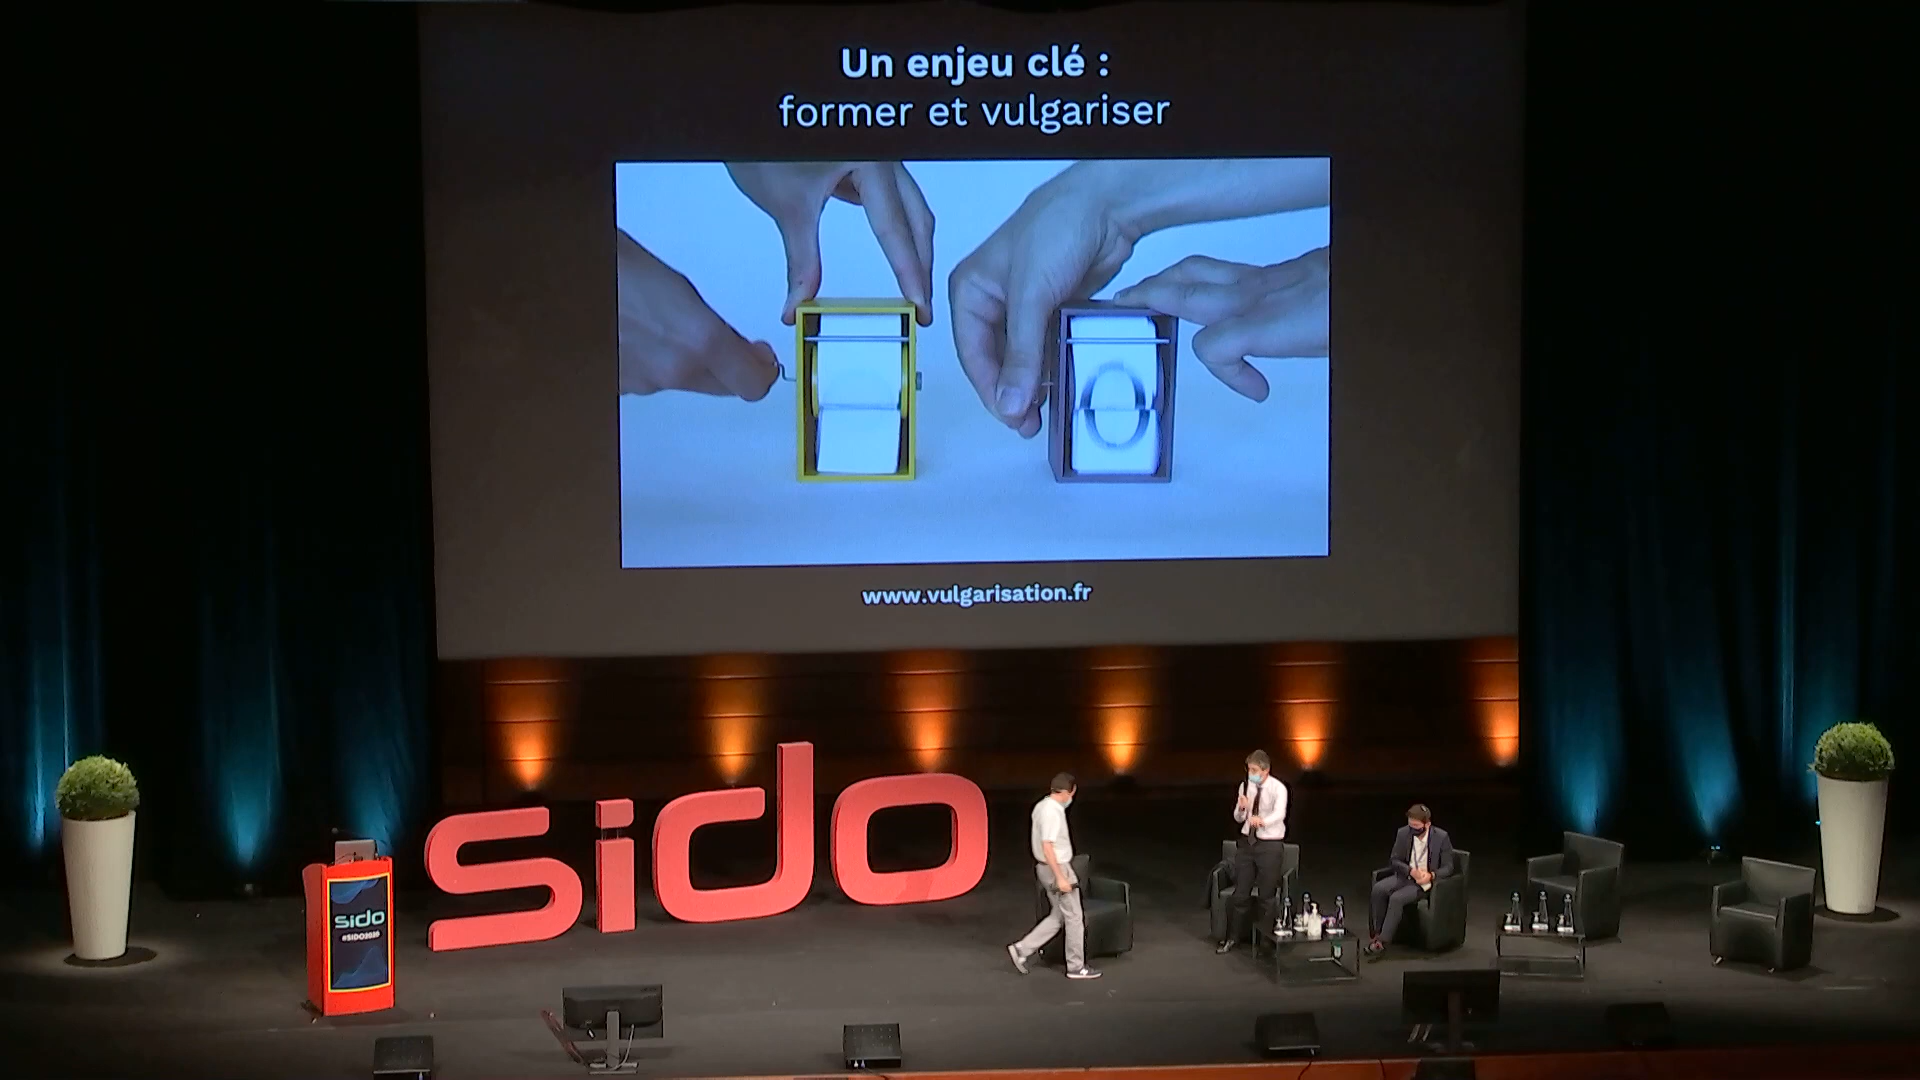 Un enjeu clé :
former et vulgariser
www.vulgarisation.fr
sido
sido
#SIDO2020